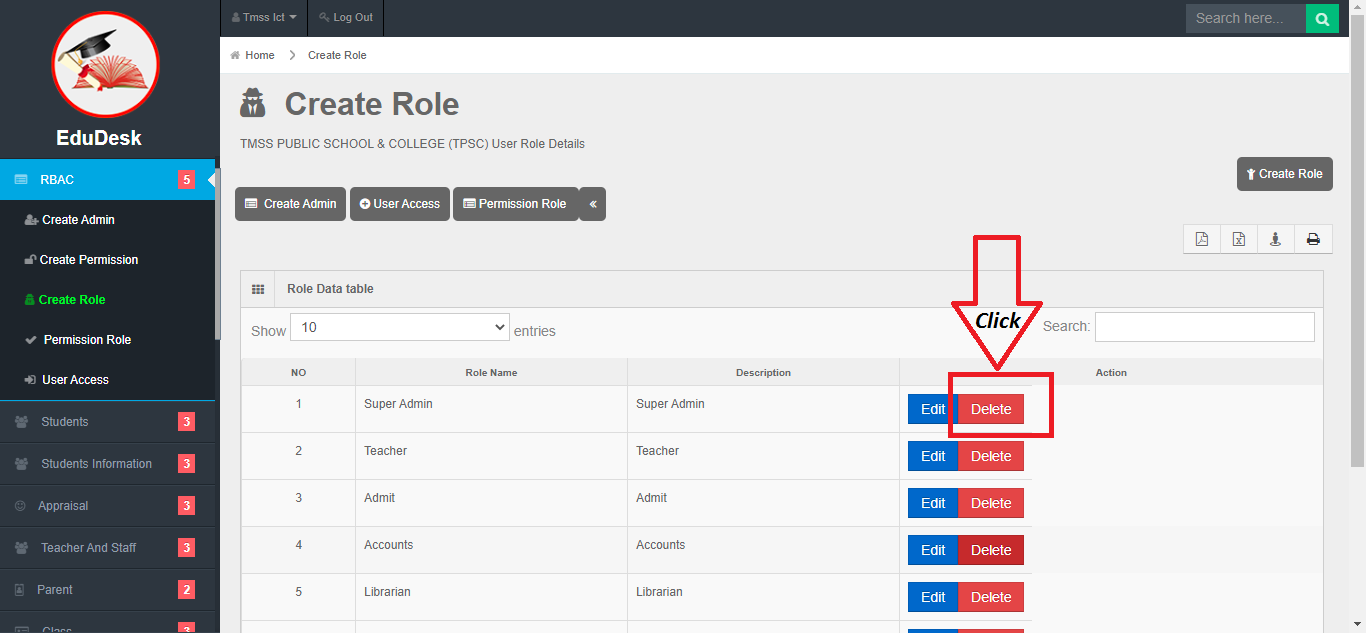 Tmss Ict
Log Out
Search here...
EduDesk
Home
Create Role
Create Role
TMSS PUBLIC SCHOOL & COLLEGE (TPSC) User Role Details
Create Role
Create Admin
User Access
Permission Role
«
RBAC 5
Create Admin
Create Permission
Create Role
Permission Role
User Access
Students 3
Students Information 3
Appraisal 3
Teacher And Staff 3
Parent 2
Class 3
Role Data table
Show 10 entries
Click
Search:
NO Role Name Description Action
1 Super Admin Super Admin Edit Delete
2 Teacher Teacher Edit Delete
3 Admit Admit Edit Delete
4 Accounts Accounts Edit Delete
5 Librarian Librarian Edit Delete